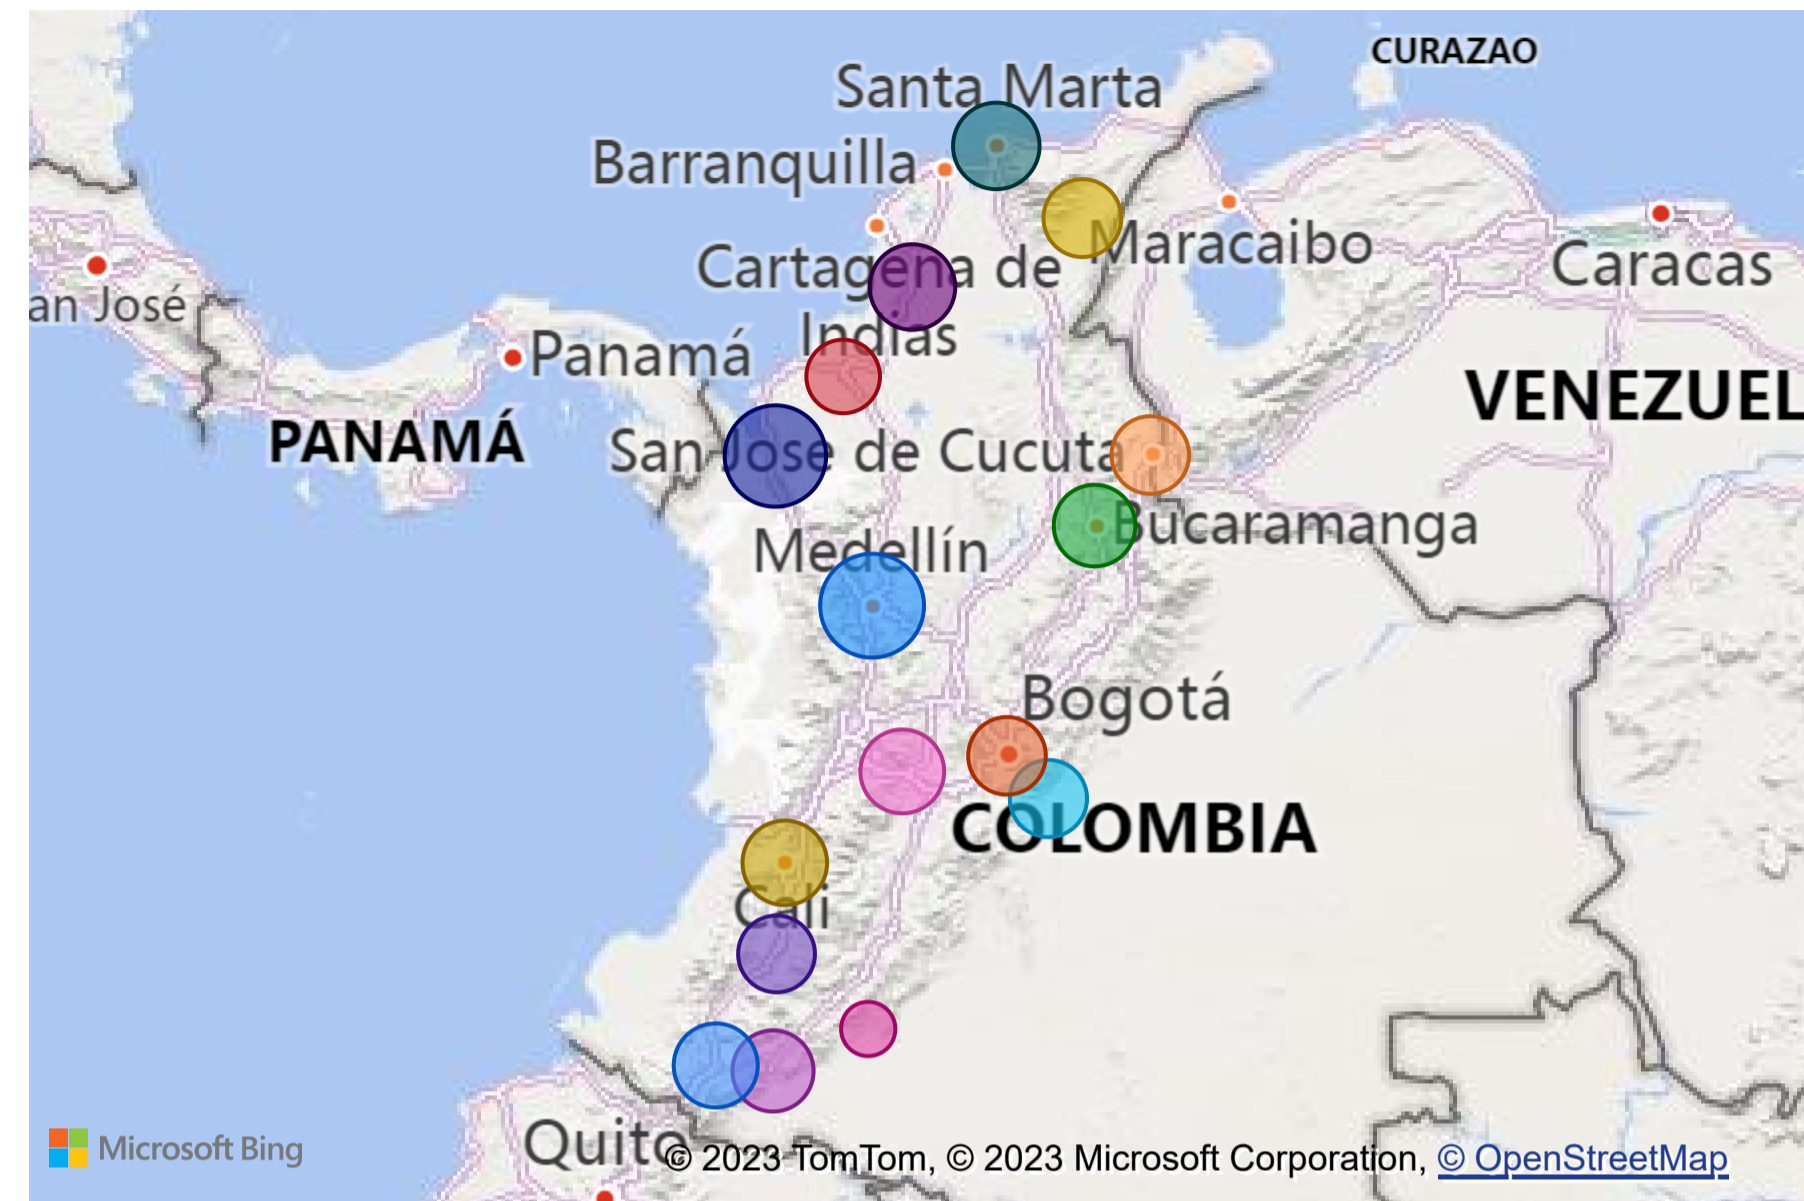 CURAZAO
Santa Marta
Barranquilla
Maracaibo
Cartagena de
Indias
Caracas
an José
Panamá
PANAMÁ
VENEZUEL
San Jose de Cucuta
Bucaramanga
Medellín
Bogotá
COLOMBIA
Cali
Quito
Microsoft Bing
© 2023 TomTom, © 2023 Microsoft Corporation, © OpenStreetMap